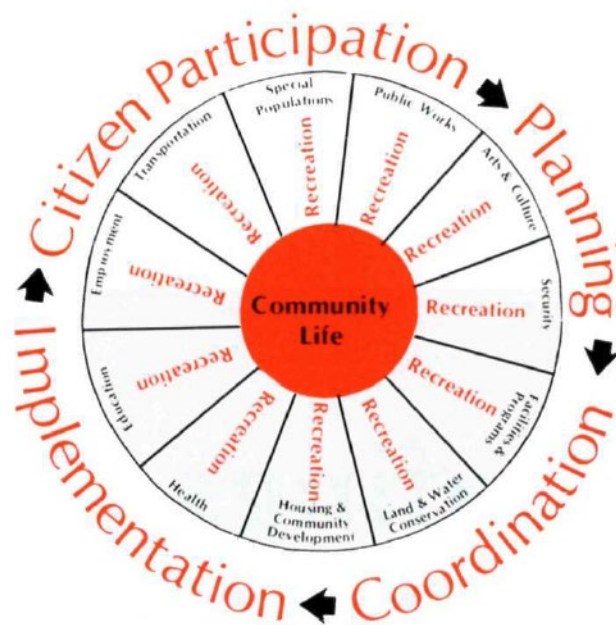 Citizen Participation
Planning
Coordination
Implementation
Special
Populations
Recreation
Public Works
Recreation
Arts & Culture
Recreation
Security
Recreation
Facilities &
Programs
Recreation
Land & Water
Conservation
Recreation
Housing &
Community
Development
Recreation
Health
Recreation
Education
Recreation
Employment
Recreation
Transportation
Recreation
Community
Life